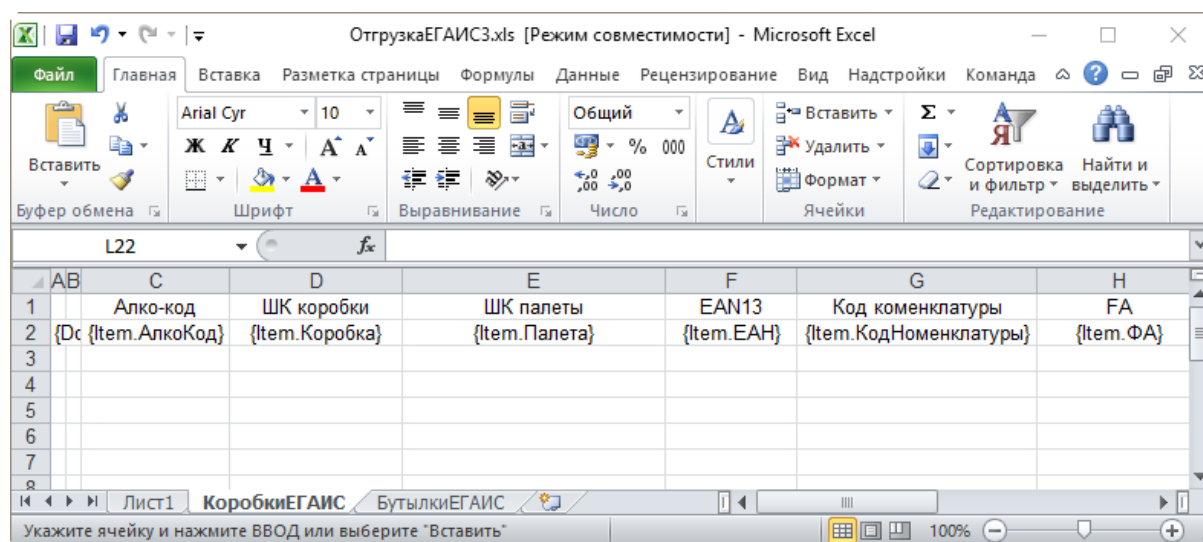 ОтгрузкаЕГАИС3.xls [Режим совместимости] - Microsoft Excel
Файл Главная Вставка Разметка страницы Формулы Данные Рецензирование Вид Надстройки Команда
Вставить
Буфер обмена
Arial Cyr 10
Ж К Ч А А
Шрифт
Выравнивание
Общий
% 000
Число
Стили
Вставить
Удалить
Формат
Ячейки
Σ
Сортировка и фильтр
Найти и выделить
Редактирование
L22 fx
A B C D E F G H
1 Алко-код ШК коробки ШК палеты EAN13 Код коменклатуры FA
2 {Dc {Item.АлкоКод} {Item.Коробка} {Item.Палета} {Item.ЕАН} {Item.КодНоменклатуры} {Item.ФА}
3
4
5
6
7
8
Лист1 КоробкиЕГАИС БутылкиЕГАИС
Укажите ячейку и нажмите ВВОД или выберите "Вставить" 100%